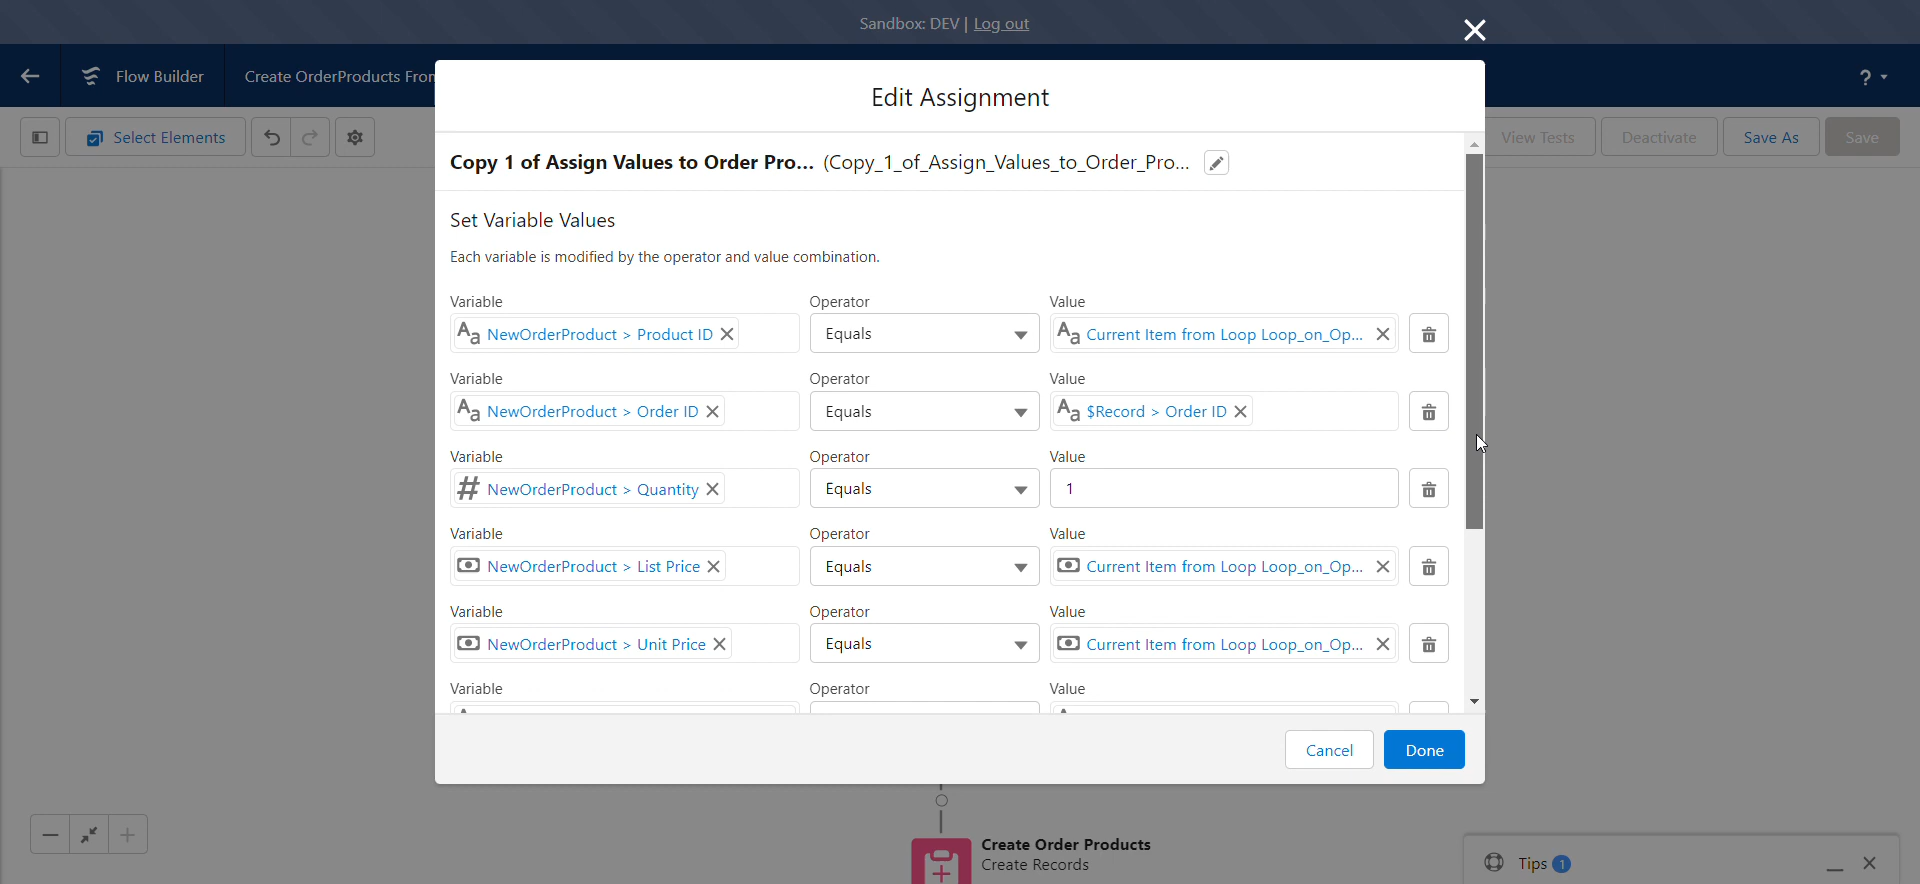 Sandbox: DEV | Log out
Flow Builder
Create OrderProducts Fron
?
Select Elements
View Tests
Deactivate
Save As
Save
Edit Assignment
Copy 1 of Assign Values to Order Pro... (Copy_1_of_Assign_Values_to_Order_Pro...
Set Variable Values
Each variable is modified by the operator and value combination.
Variable Operator Value
Aa NewOrderProduct > Product ID Equals Aa Current Item from Loop Loop_on_Op...
Variable Operator Value
Aa NewOrderProduct > Order ID Equals Aa $Record > Order ID
Variable Operator Value
# NewOrderProduct > Quantity Equals 1
Variable Operator Value
NewOrderProduct > List Price Equals Current Item from Loop Loop_on_Op...
Variable Operator Value
NewOrderProduct > Unit Price Equals Current Item from Loop Loop_on_Op...
Variable Operator Value
Cancel
Done
Create Order Products
Create Records
Tips 1